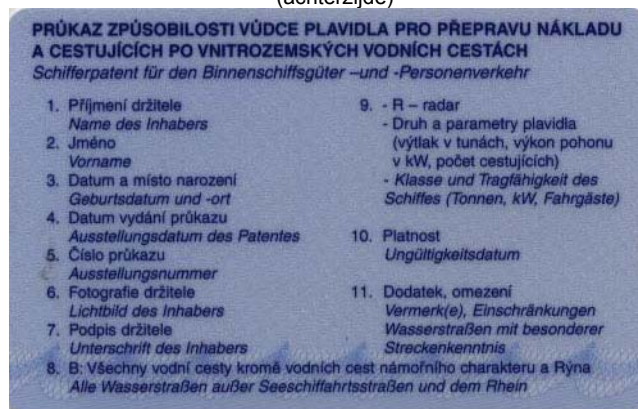 (achterzijde)
PRŮKAZ ZPŮSOBILOSTI VŮDCE PLAVIDLA PRO PŘEPRAVU NÁKLADU
A CESTUJÍCÍCH PO VNITROZEMSKÝCH VODNÍCH CESTÁCH
Schifferpatent für den Binnenschiffsgüter –und -Personenverkehr
1. Příjmení držitele
Name des Inhabers
2. Jméno
Vorname
3. Datum a místo narození
Geburtsdatum und -ort
4. Datum vydání průkazu
Ausstellungsdatum des Patentes
5. Číslo průkazu
Ausstellungsnummer
6. Fotografie držitele
Lichtbild des Inhabers
7. Podpis držitele
Unterschrift des Inhabers
8. B: Všechny vodní cesty kromě vodních cest námořního charakteru a Rýna
Alle Wasserstraßen außer Seeschiffahrtsstraßen und dem Rhein
9. - R – radar
- Druh a parametry plavidla
(výtlak v tunách, výkon pohonu
v kW, počet cestujících)
- Klasse und Tragfähigkeit des
Schiffes (Tonnen, kW, Fahrgäste)
10. Platnost
Ungültigkeitsdatum
11. Dodatek, omezení
Vermerk(e), Einschränkungen
Wasserstraßen mit besonderer
Streckenkenntnis